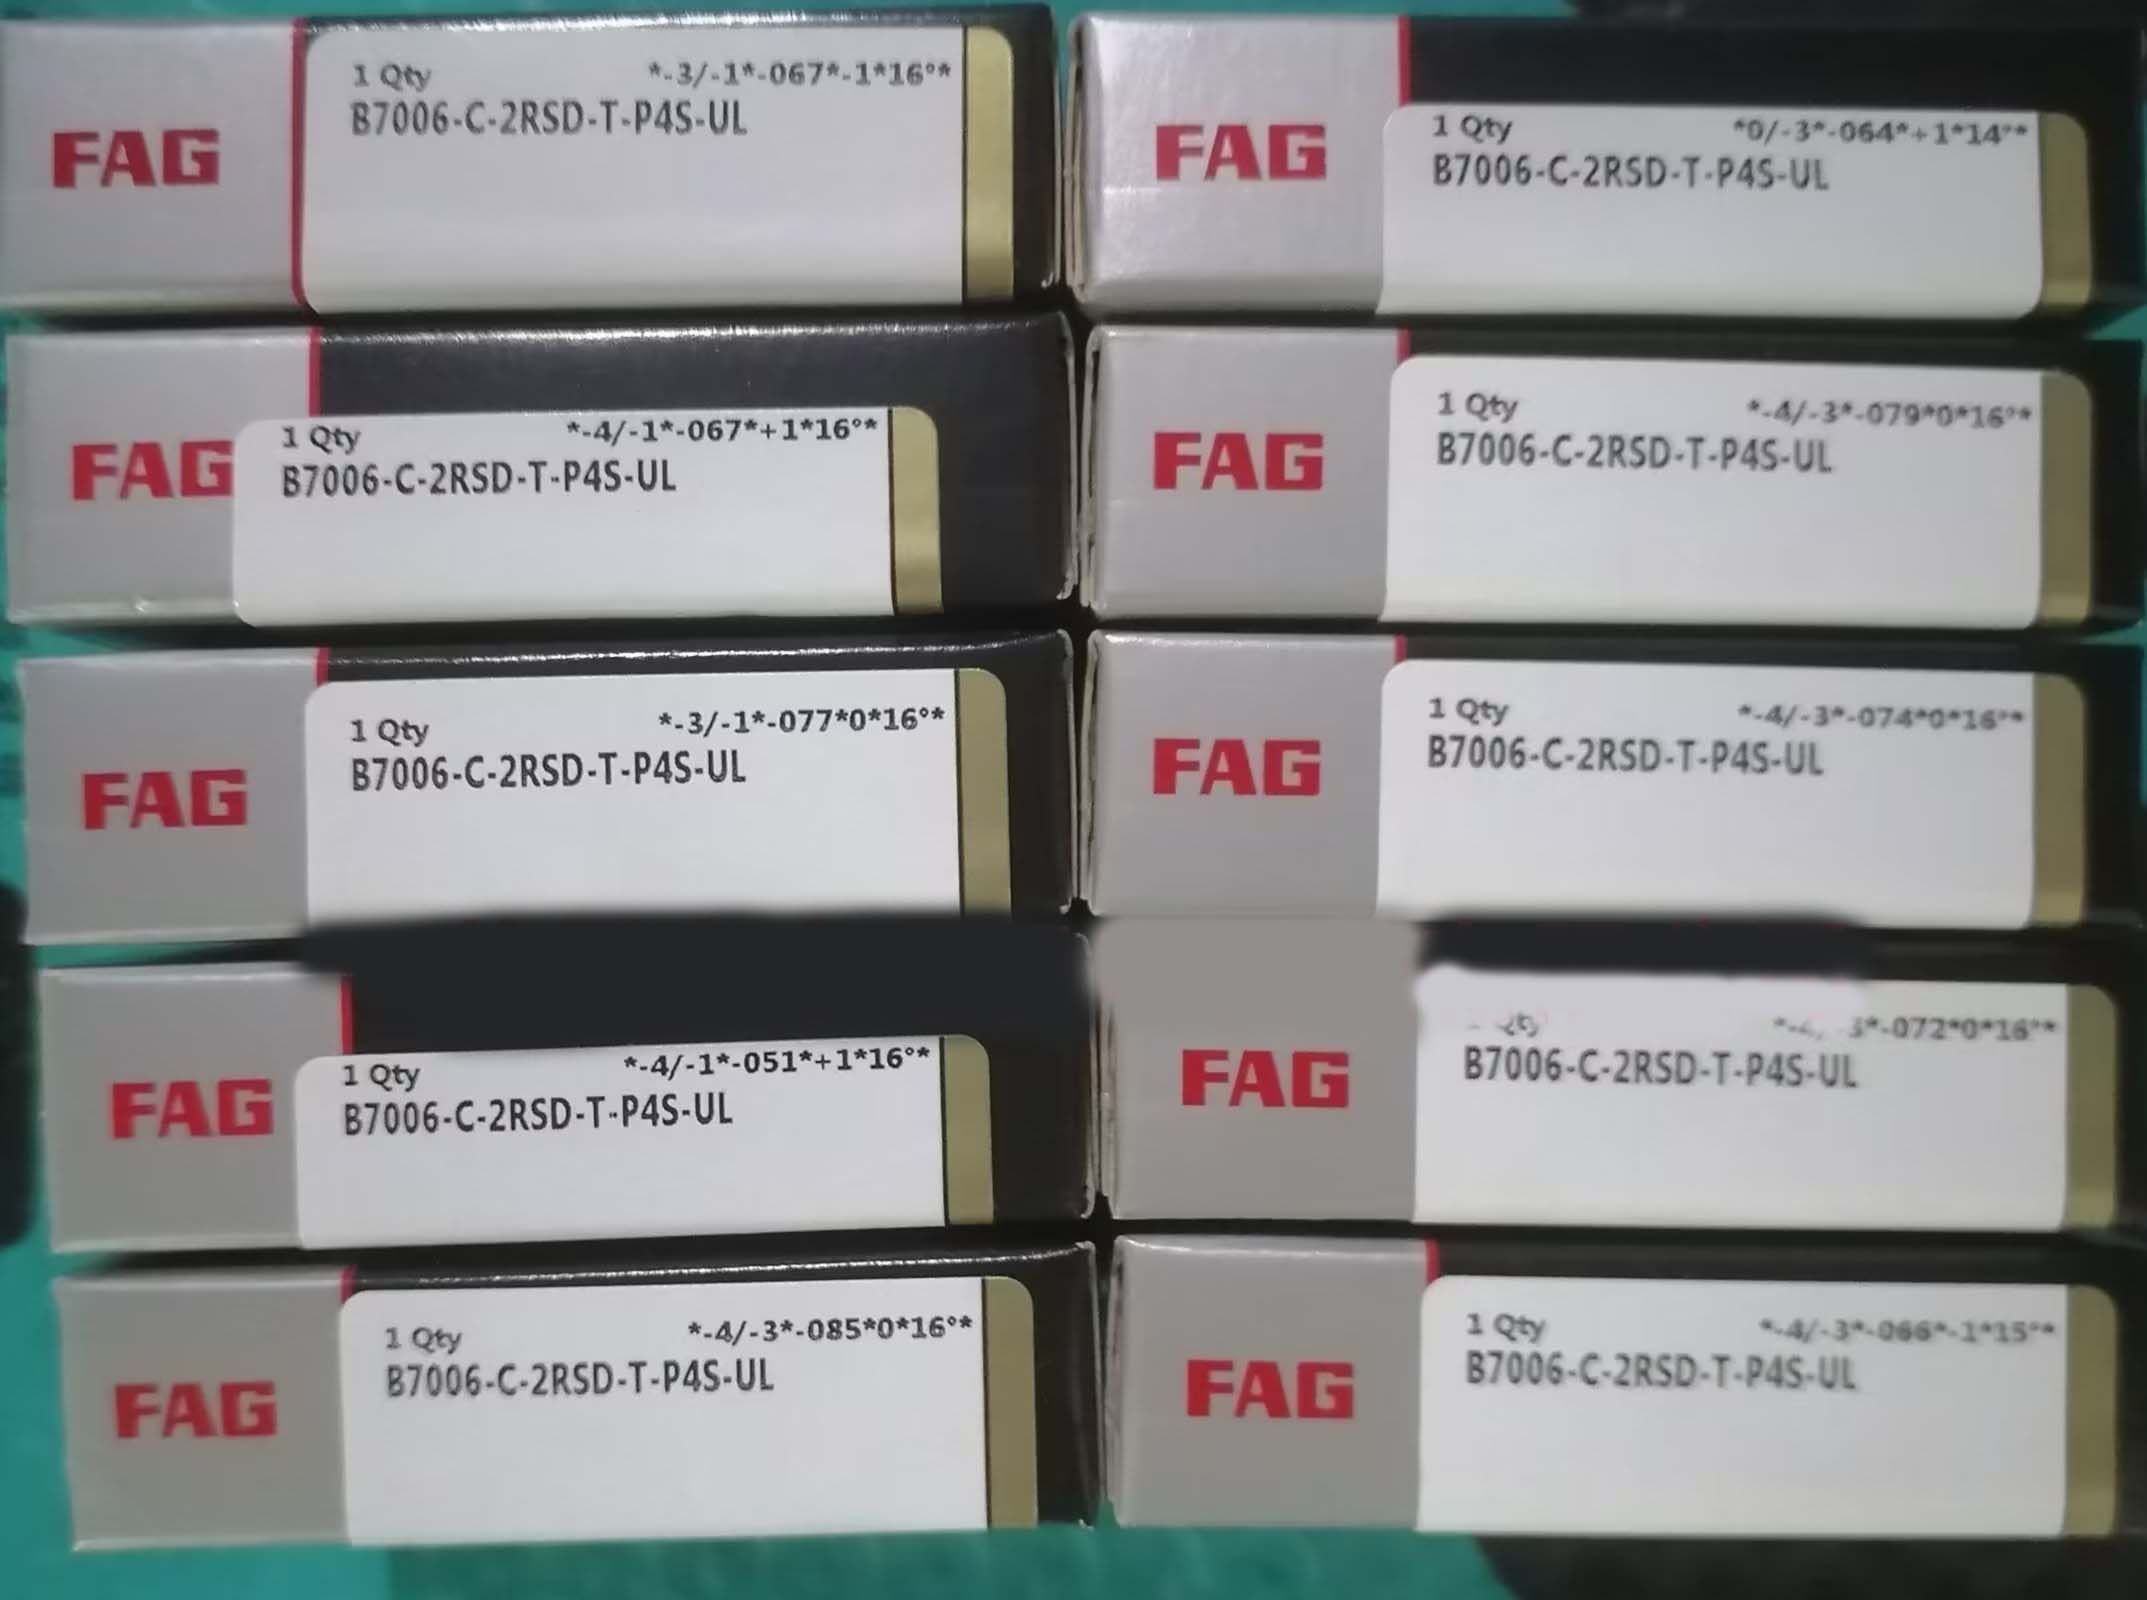 FAG
1 Qty *-3/-1*-067*-1*16°*
B7006-C-2RSD-T-P4S-UL
FAG
1 Qty *0/-3*-064*+1*14°*
B7006-C-2RSD-T-P4S-UL
FAG
1 Qty *-4/-1*-067*+1*16°*
B7006-C-2RSD-T-P4S-UL
FAG
1 Qty *-4/-3*-079*0*16°*
B7006-C-2RSD-T-P4S-UL
FAG
1 Qty *-3/-1*-077*0*16°*
B7006-C-2RSD-T-P4S-UL
FAG
1 Qty *-4/-3*-074*0*16°*
B7006-C-2RSD-T-P4S-UL
FAG
1 Qty *-4/-1*-051*+1*16°*
B7006-C-2RSD-T-P4S-UL
FAG
3*-072*0*16°*
B7006-C-2RSD-T-P4S-UL
FAG
1 Qty *-4/-3*-085*0*16°*
B7006-C-2RSD-T-P4S-UL
FAG
1 Qty *-4/-3*-066*-1*15°*
B7006-C-2RSD-T-P4S-UL